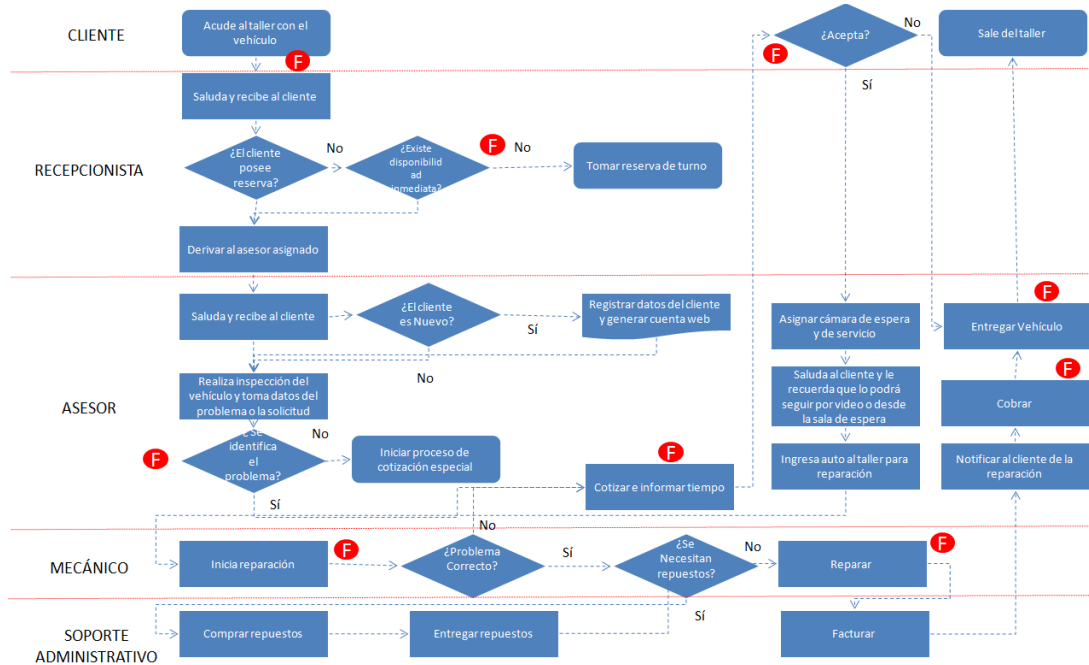 CLIENTE
Acude al taller con el
vehículo
F
¿Acepta?
F
No
Sí
Sale del taller
RECEPCIONISTA
Saluda y recibe al cliente
¿El cliente
posee
reserva?
No
¿Existe
disponibilid
ad
inmediata?
F
No
Tomar reserva de turno
Derivar al asesor asignado
ASESOR
Saluda y recibe al cliente
¿El cliente
es Nuevo?
Sí
No
Registrar datos del cliente
y generar cuenta web
Realiza inspección del
vehículo y toma datos del
problema o la solicitud
F
¿ Se
identifica
el
problema?
No
Sí
Iniciar proceso de
cotización especial
F
Cotizar e informar tiempo
Asignar cámara de espera
y de servicio
Saluda al cliente y le
recuerda que lo podrá
seguir por video o desde
la sala de espera
Ingresa auto al taller para
reparación
F
Entregar Vehículo
F
Cobrar
Notificar al cliente de la
reparación
MECÁNICO
Inicia reparación
F
No
¿Problema
Correcto?
Sí
¿Se
Necesitan
repuestos?
No
Sí
Reparar
F
SOPORTE
ADMINISTRATIVO
Comprar repuestos
Entregar repuestos
Facturar